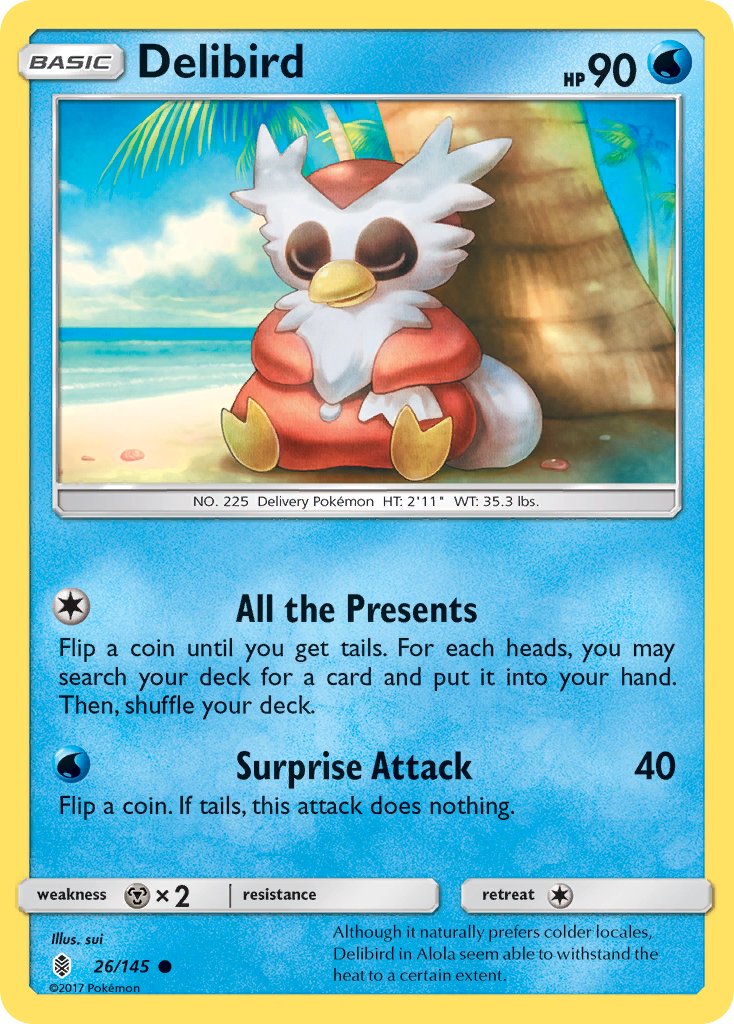 BASIC Delibird HP 90
NO. 225 Delivery Pokémon HT: 2'11" WT: 35.3 lbs.
All the Presents
Flip a coin until you get tails. For each heads, you may
search your deck for a card and put it into your hand.
Then, shuffle your deck.
Surprise Attack 40
Flip a coin. If tails, this attack does nothing.
weakness ×2 resistance retreat
Illus. sui
26/145
©2017 Pokémon
Although it naturally prefers colder locales,
Delibird in Alola seem able to withstand the
heat to a certain extent.